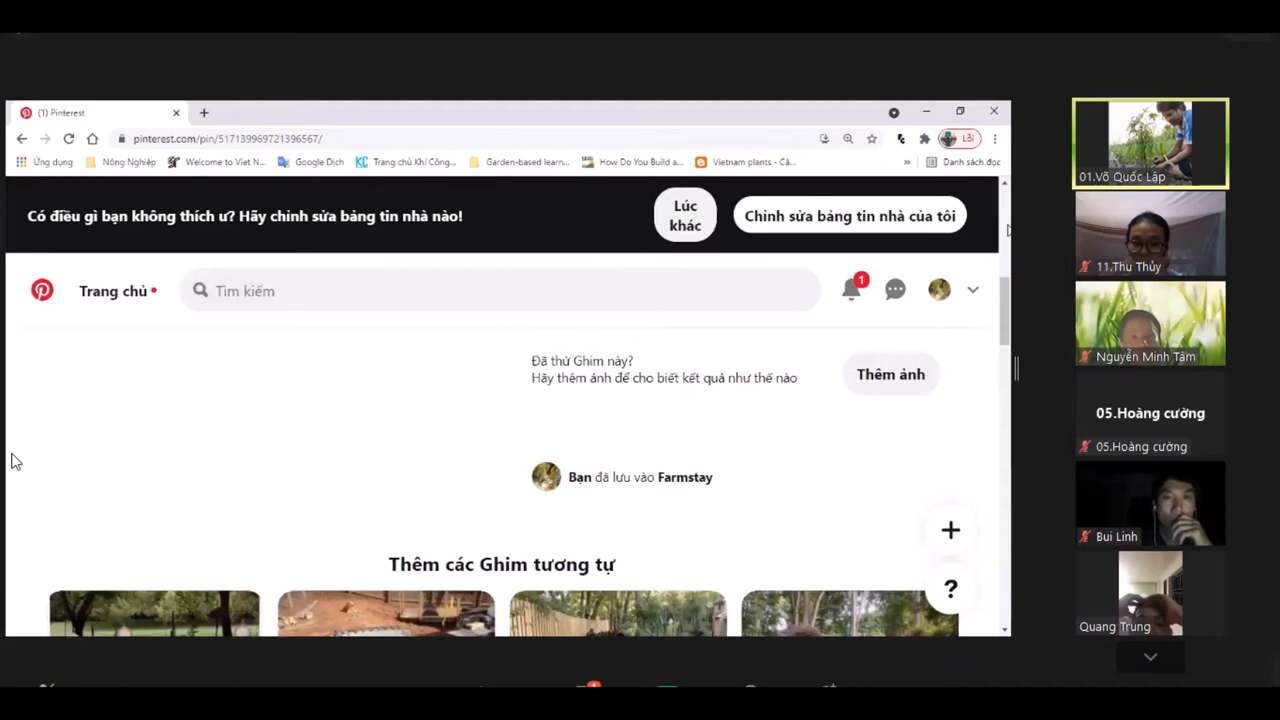 (1) Pinterest
pinterest.com/pin/517139969721396567/
Lỗi
Ứng dụng
Nông Nghiệp
Welcome to Viet N...
Google Dịch
Trang chủ Khí Công...
Garden-based learn...
How Do You Build a...
Vietnam plants - Câ...
»
Danh sách đọc
Có điều gì bạn không thích ư? Hãy chỉnh sửa bảng tin nhà nào!
Lúc
khác
Chỉnh sửa bảng tin nhà của tôi
Trang chủ
Tìm kiếm
1
Đã thử Ghim này?
Hãy thêm ảnh để cho biết kết quả như thế nào
Thêm ảnh
Bạn đã lưu vào Farmstay
Thêm các Ghim tương tự
+
?
01.Võ Quốc Lập
11.Thu Thủy
Nguyễn Minh Tâm
05.Hoàng cường
05.Hoàng cường
Bui Linh
Quang Trung